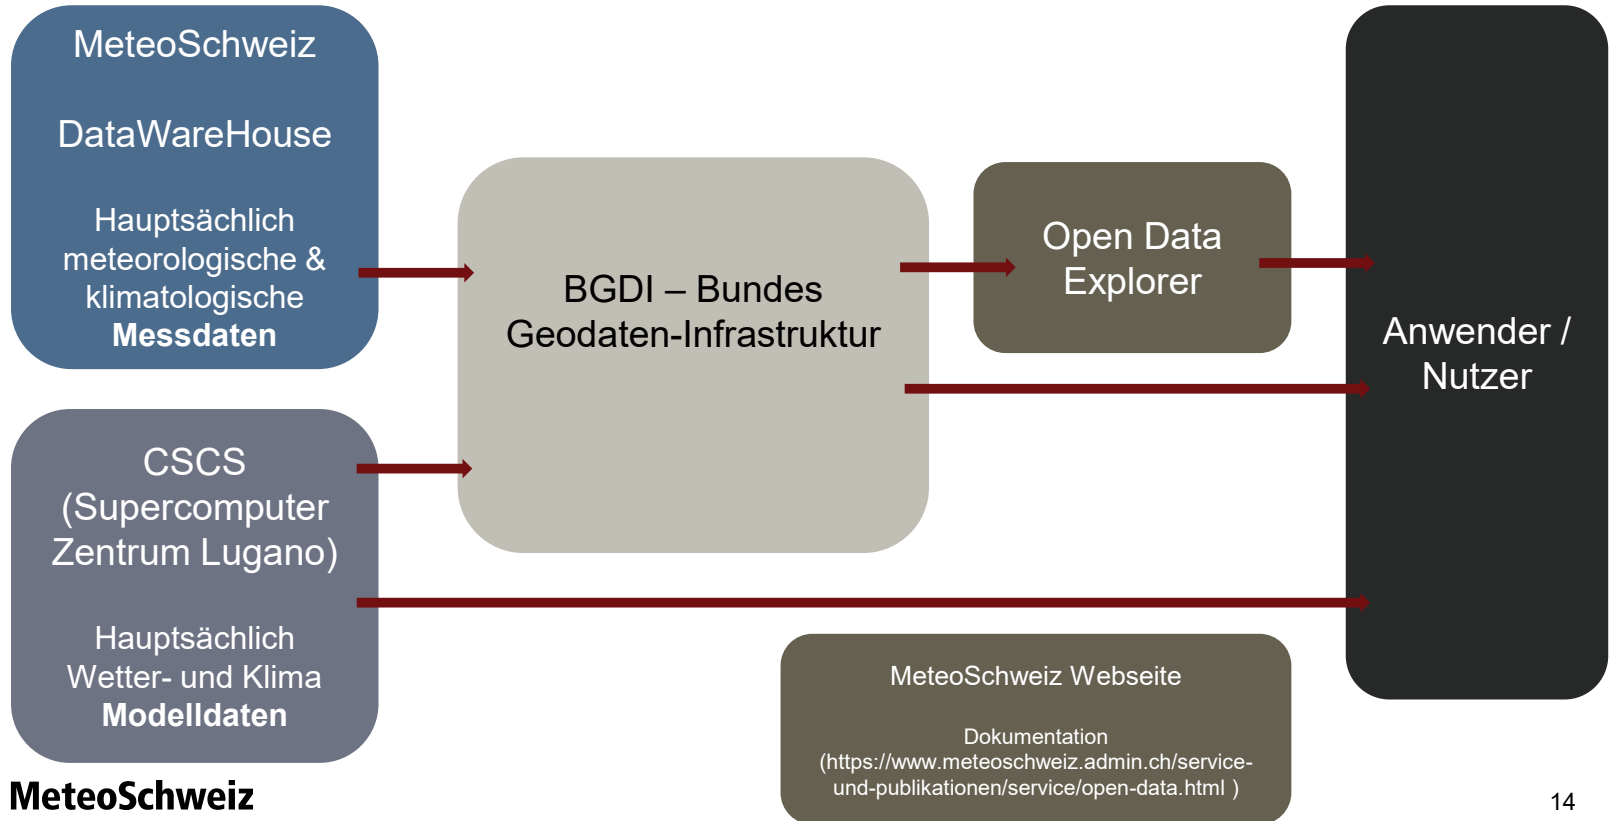 MeteoSchweiz
DataWareHouse
Hauptsächlich
meteorologische &
klimatologische
Messdaten
CSCS
(Supercomputer
Zentrum Lugano)
Hauptsächlich
Wetter- und Klima
Modelldaten
BGDI – Bundes
Geodaten-Infrastruktur
Open Data
Explorer
Anwender /
Nutzer
MeteoSchweiz Webseite
Dokumentation
(https://www.meteoschweiz.admin.ch/service-
und-publikationen/service/open-data.html )
MeteoSchweiz
14